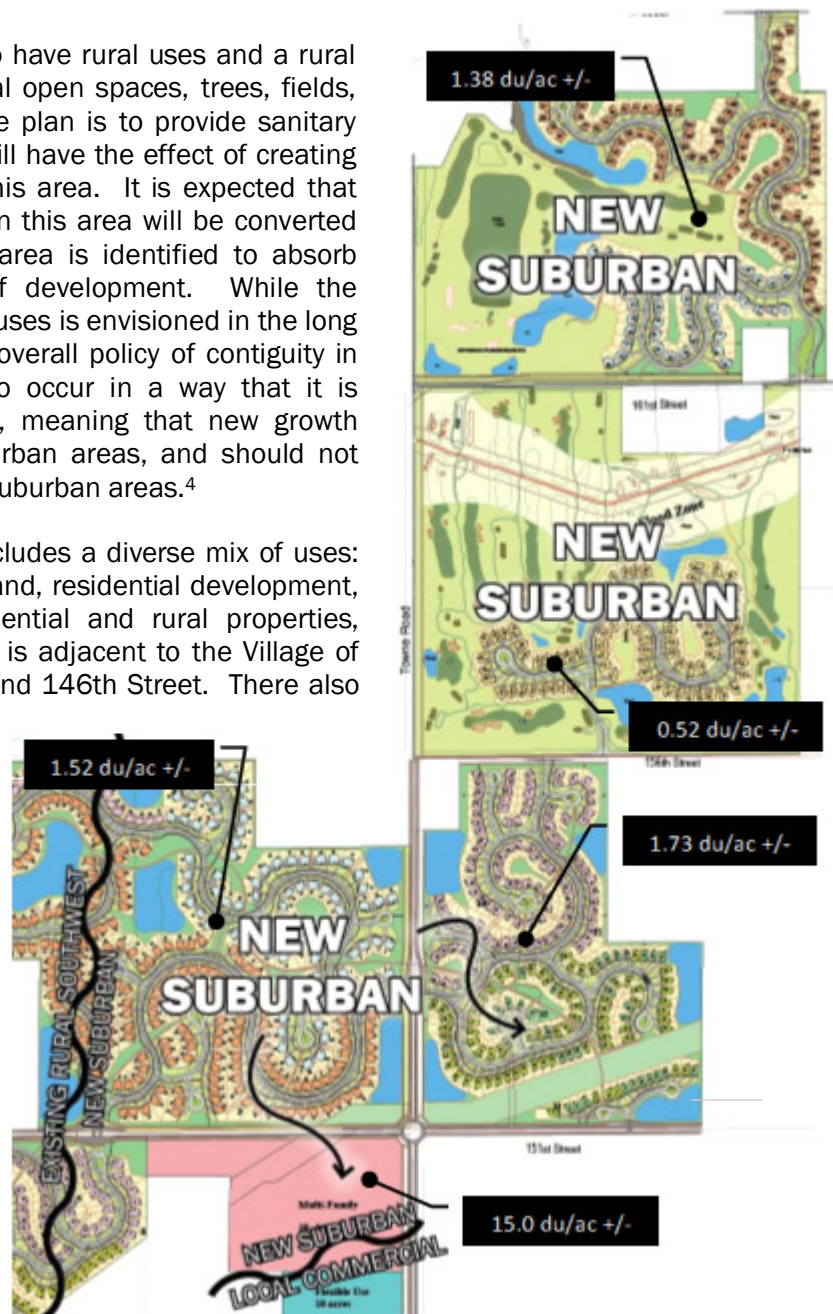 o have rural uses and a rural
al open spaces, trees, fields,
e plan is to provide sanitary
ill have the effect of creating
his area. It is expected that
n this area will be converted
area is identified to absorb
f development. While the
uses is envisioned in the long
overall policy of contiguity in
o occur in a way that it is
, meaning that new growth
rban areas, and should not
suburban areas.⁴
cludes a diverse mix of uses:
and, residential development,
ential and rural properties,
is adjacent to the Village of
nd 146th Street. There also
1.38 du/ac +/-
NEW
SUBURBAN
161st Street
Flood Zone
NEW
SUBURBAN
Towne Road
0.52 du/ac +/-
156th Street
1.52 du/ac +/-
1.73 du/ac +/-
NEW
SUBURBAN
EXISTING RURAL SOUTHWEST
NEW SUBURBAN
151st Street
15.0 du/ac +/-
Multi-Family
NEW SUBURBAN
LOCAL COMMERCIAL
Flexible Use